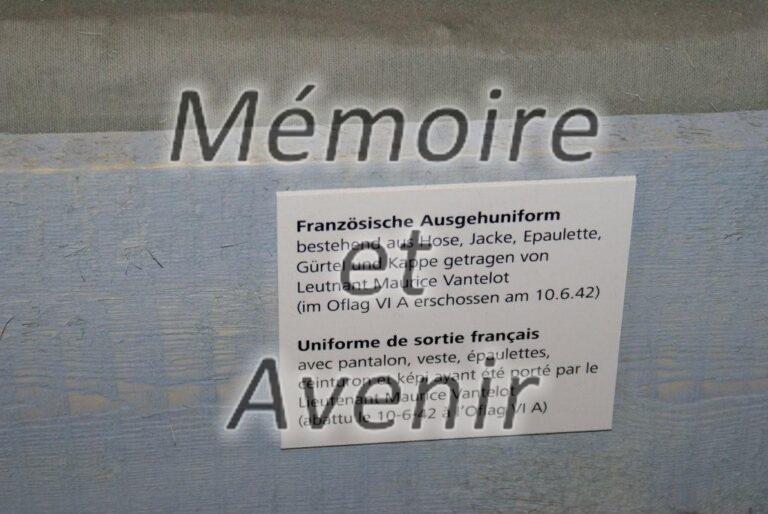 Mémoire
et
Avenir
Französische Ausgehuniform
bestehend aus Hose, Jacke, Epaulette,
Gürtel und Kappe getragen von
Leutnant Maurice Vantelot
(im Oflag VI A erschossen am 10.6.42)
Uniforme de sortie français
avec pantalon, veste, épaulettes,
ceinturon, képi ayant été porté par le
Lieutenant Maurice Vantelot
(abattu le 10-6-42 à l'Oflag VI A)